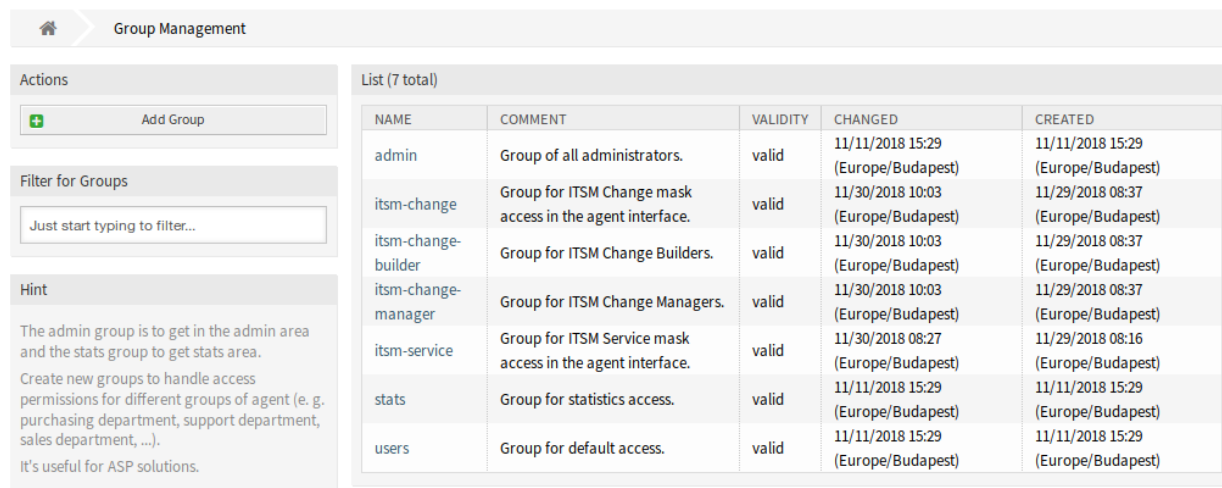 Group Management
Actions
Add Group
Filter for Groups
Just start typing to filter...
Hint
The admin group is to get in the admin area
and the stats group to get stats area.
Create new groups to handle access
permissions for different groups of agent (e. g.
purchasing department, support department,
sales department, ...).
It's useful for ASP solutions.
List (7 total)
NAME COMMENT VALIDITY CHANGED CREATED
admin Group of all administrators. valid 11/11/2018 15:29 11/11/2018 15:29
(Europe/Budapest) (Europe/Budapest)
itsm-change Group for ITSM Change mask valid 11/30/2018 10:03 11/29/2018 08:37
access in the agent interface. (Europe/Budapest) (Europe/Budapest)
itsm-change- Group for ITSM Change Builders. valid 11/30/2018 10:03 11/29/2018 08:37
builder (Europe/Budapest) (Europe/Budapest)
itsm-change- Group for ITSM Change Managers. valid 11/30/2018 10:03 11/29/2018 08:37
manager (Europe/Budapest) (Europe/Budapest)
itsm-service Group for ITSM Service mask valid 11/30/2018 08:27 11/29/2018 08:16
access in the agent interface. (Europe/Budapest) (Europe/Budapest)
stats Group for statistics access. valid 11/11/2018 15:29 11/11/2018 15:29
(Europe/Budapest) (Europe/Budapest)
users Group for default access. valid 11/11/2018 15:29 11/11/2018 15:29
(Europe/Budapest) (Europe/Budapest)